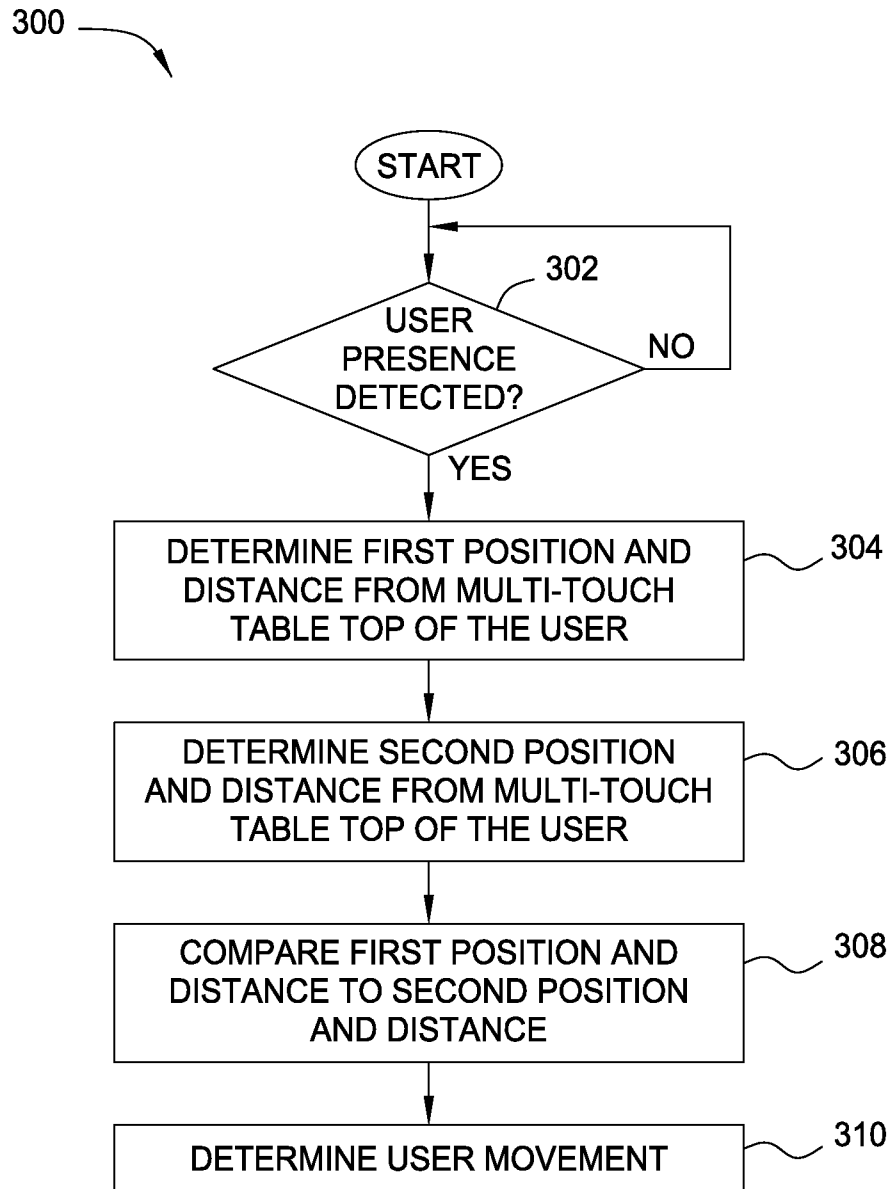 300
START
302
USER
PRESENCE
DETECTED?
NO
YES
DETERMINE FIRST POSITION AND
DISTANCE FROM MULTI-TOUCH
TABLE TOP OF THE USER
304
DETERMINE SECOND POSITION
AND DISTANCE FROM MULTI-TOUCH
TABLE TOP OF THE USER
306
COMPARE FIRST POSITION AND
DISTANCE TO SECOND POSITION
AND DISTANCE
308
DETERMINE USER MOVEMENT
310